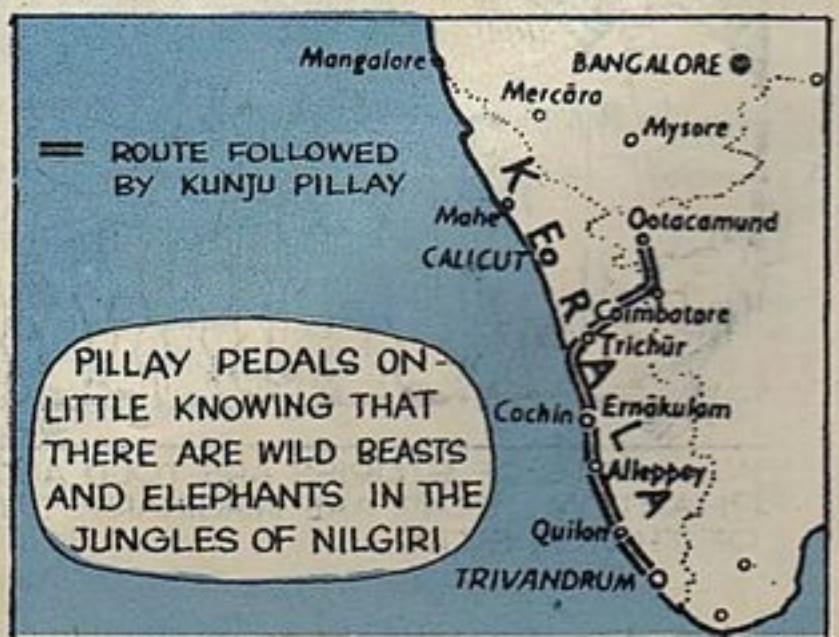 Mangalore
BANGALORE
Mercāra
Mysore
ROUTE FOLLOWED
BY KUNJU PILLAY
KERALA
Mahe
Ootacamund
CALICUT
Coimbatore
Trichūr
PILLAY PEDALS ON -
LITTLE KNOWING THAT
THERE ARE WILD BEASTS
AND ELEPHANTS IN THE
JUNGLES OF NILGIRI
Cochin
Ernākulam
Alleppey
Quilon
TRIVANDRUM